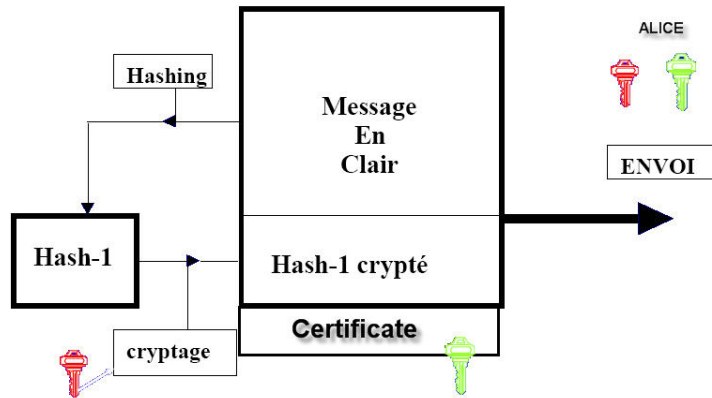 ALICE
Hashing
Message
En
Clair
ENVOI
Hash-1
Hash-1 crypté
Certificate
cryptage